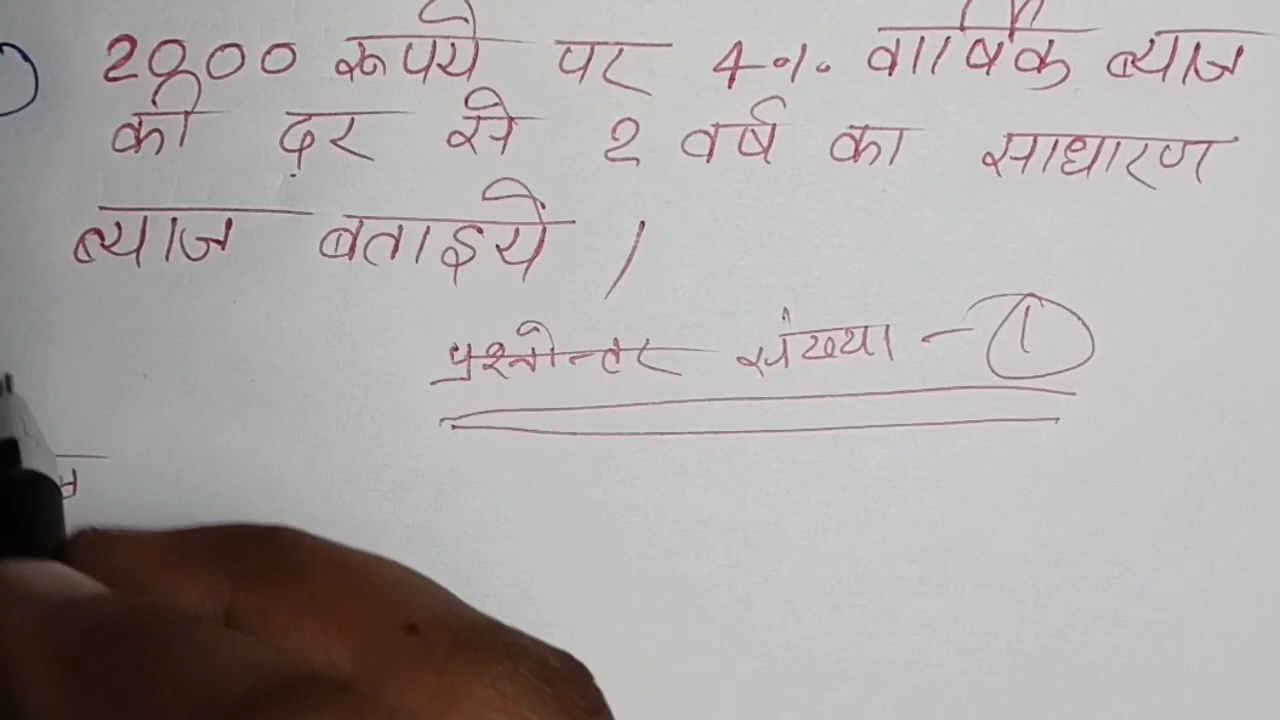 2000 रूपये पर 4% वार्षिक ब्याज
की दर से 2 वर्ष का साधारण
ब्याज बताइये ।
प्रश्नोत्तर संख्या - 1